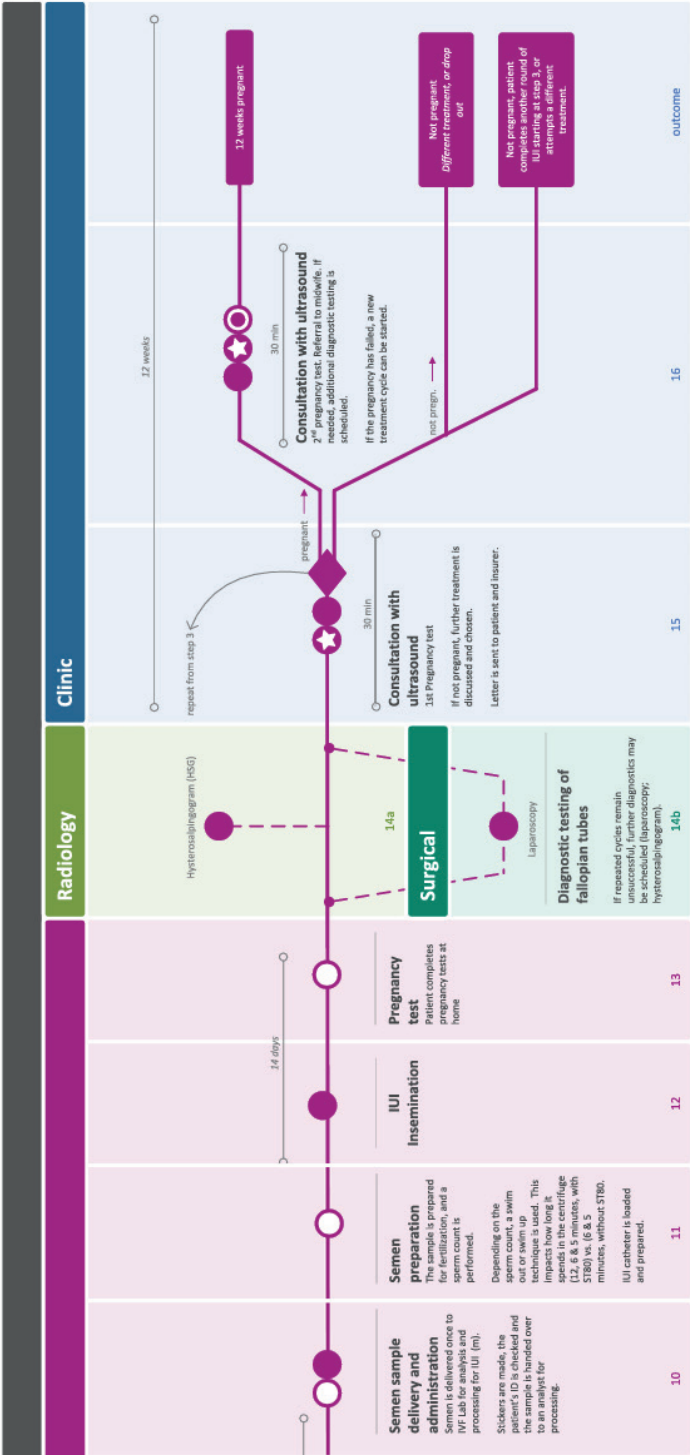 Radiology
Clinic
14 days
Hysterosalpingogram (HSG)
repeat from step 3
12 weeks
pregnant
not pregn.
12 weeks pregnant
Not pregnant
Different treatment, or drop
out
Not pregnant, patient
completes another round of
IUI starting at step 3, or
attempts a different
treatment.
Semen sample
delivery and
administration
Semen is delivered once to
IVF Lab for analysis and
processing for IUI (m).
Stickers are made, the
patient's ID is checked and
the sample is handed over
to an analyst for
processing.
10
Semen
preparation
The sample is prepared
for fertilization, and a
sperm count is
performed.
Depending on the
sperm count, a swim
out or swim up
technique is used. This
impacts how long it
spends in the centrifuge
(12, 6 & 5 minutes, with
ST80) vs. (6 & 5
minutes, without ST80.
IUI catheter is loaded
and prepared.
11
IUI
Insemination
12
Pregnancy
test
Patient completes
pregnancy tests at
home
13
14a
Surgical
Laparoscopy
Diagnostic testing of
fallopian tubes
If repeated cycles remain
unsuccessful, further diagnostics may
be scheduled (laparoscopy;
hysterosalpingogram).
14b
30 min
Consultation with
ultrasound
1st Pregnancy test
If not pregnant, further treatment is
discussed and chosen.
Letter is sent to patient and insurer.
15
30 min
Consultation with ultrasound
2nd pregnancy test. Referral to midwife. If
needed, additional diagnostic testing is
scheduled.
If the pregnancy has failed, a new
treatment cycle can be started.
16
outcome